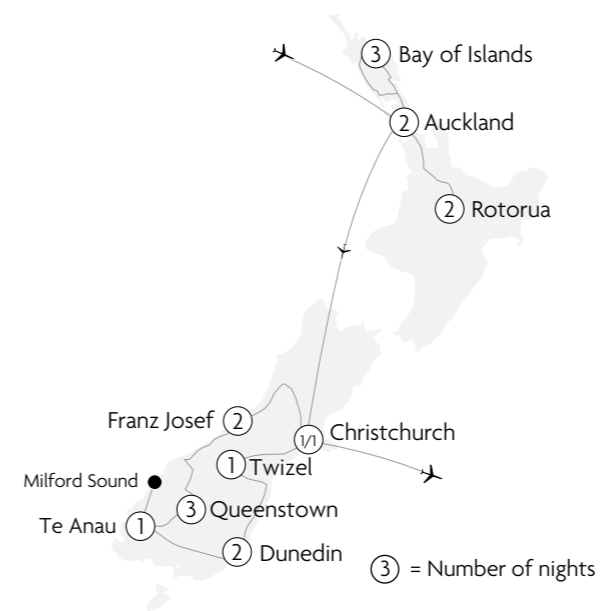 3 Bay of Islands
2 Auckland
2 Rotorua
Franz Josef 2
1/1 Christchurch
1 Twizel
Milford Sound
3 Queenstown
Te Anau 1
2 Dunedin
3 = Number of nights